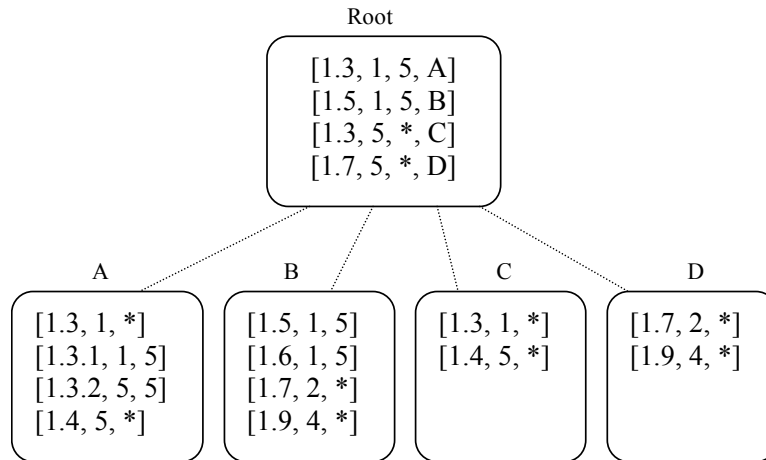 Root
[1.3, 1, 5, A]
[1.5, 1, 5, B]
[1.3, 5, *, C]
[1.7, 5, *, D]
A
[1.3, 1, *]
[1.3.1, 1, 5]
[1.3.2, 5, 5]
[1.4, 5, *]
B
[1.5, 1, 5]
[1.6, 1, 5]
[1.7, 2, *]
[1.9, 4, *]
C
[1.3, 1, *]
[1.4, 5, *]
D
[1.7, 2, *]
[1.9, 4, *]